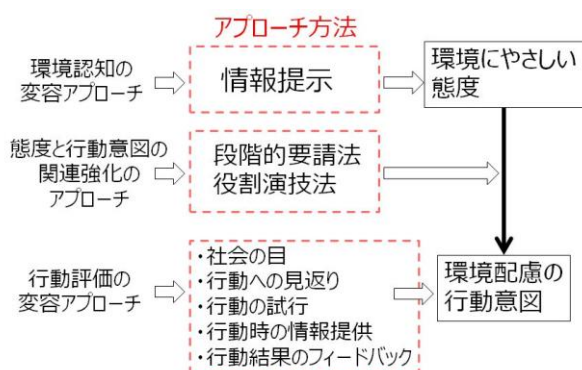 アプローチ方法
環境認知の
変容アプローチ
情報提示
環境にやさしい
態度
態度と行動意図の
関連強化の
アプローチ
段階的要請法
役割演技法
行動評価の
変容アプローチ
・社会の目
・行動への見返り
・行動の試行
・行動時の情報提供
・行動結果のフィードバック
環境配慮の
行動意図